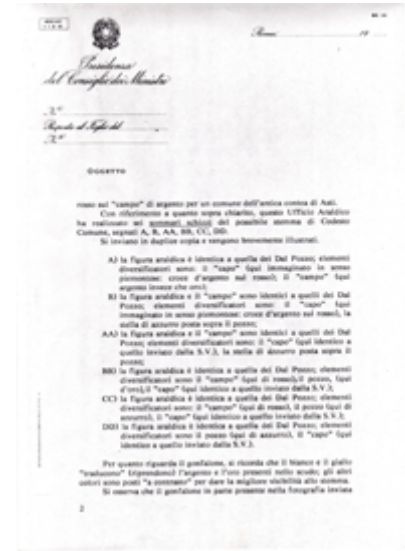 Roma, 19
Presidenza
del Consiglio dei Ministri
N.°
Risposta al Foglio del
N.°
OGGETTO
rosso sul "campo" di argento per un comune dell'antica contea di Asti.
Con riferimento a quanto sopra chiarito, questo Ufficio Araldico
ha realizzato sei sommari schizzi del possibile stemma di Codesto
Comune, segnati A, B, AA, BB, CC, DD.
Si inviano in duplice copia e vengono brevemente illustrati.
A) la figura araldica è identica a quella dei Dal Pozzo; elementi
diversificatori sono: il "capo" (qui immaginato in senso
piemontese: croce d'argento sul rosso); il "campo" (qui
argento invece che oro);
B) la figura araldica e il "campo" sono identici a quelli dei Dal
Pozzo; elementi diversificatori sono: il "capo" (qui
immaginato in senso piemontese: croce d'argento sul rosso), la
stella di azzurro posta sopra il pozzo;
AA) la figura araldica e il "campo" sono identici a quelli dei Dal
Pozzo; elementi diversificatori sono: il "capo" (qui identico a
quello inviato dalla S.V.), la stella di azzurro posta sopra il
pozzo;
BB) la figura araldica è identica a quella dei Dal Pozzo; elementi
diversificatori sono il "campo" (qui di rosso), il pozzo, (qui
d'oro), il "capo" (qui identico a quello inviato dalla S.V.);
CC) la figura araldica è identica a quella dei Dal Pozzo; elementi
diversificatori sono: il "campo" (qui di rosso), il pozzo (qui di
azzurro), il "capo" (qui identico a quello inviato dalla S.V.);
DD) la figura araldica è identica a quella dei Dal Pozzo; elementi
diversificatori sono il pozzo (qui di azzurro), il "capo" (qui
identico a quello inviato dalla S.V.).
Per quanto riguarda il gonfalone, si ricorda che il bianco e il giallo
"traducono" (riprendono) l'argento e l'oro presenti nello scudo; gli altri
colori sono posti "a contrasto" per dare la migliore visibilità allo stemma.
Si osserva che il gonfalone in parte presente nella fotografia inviata
2